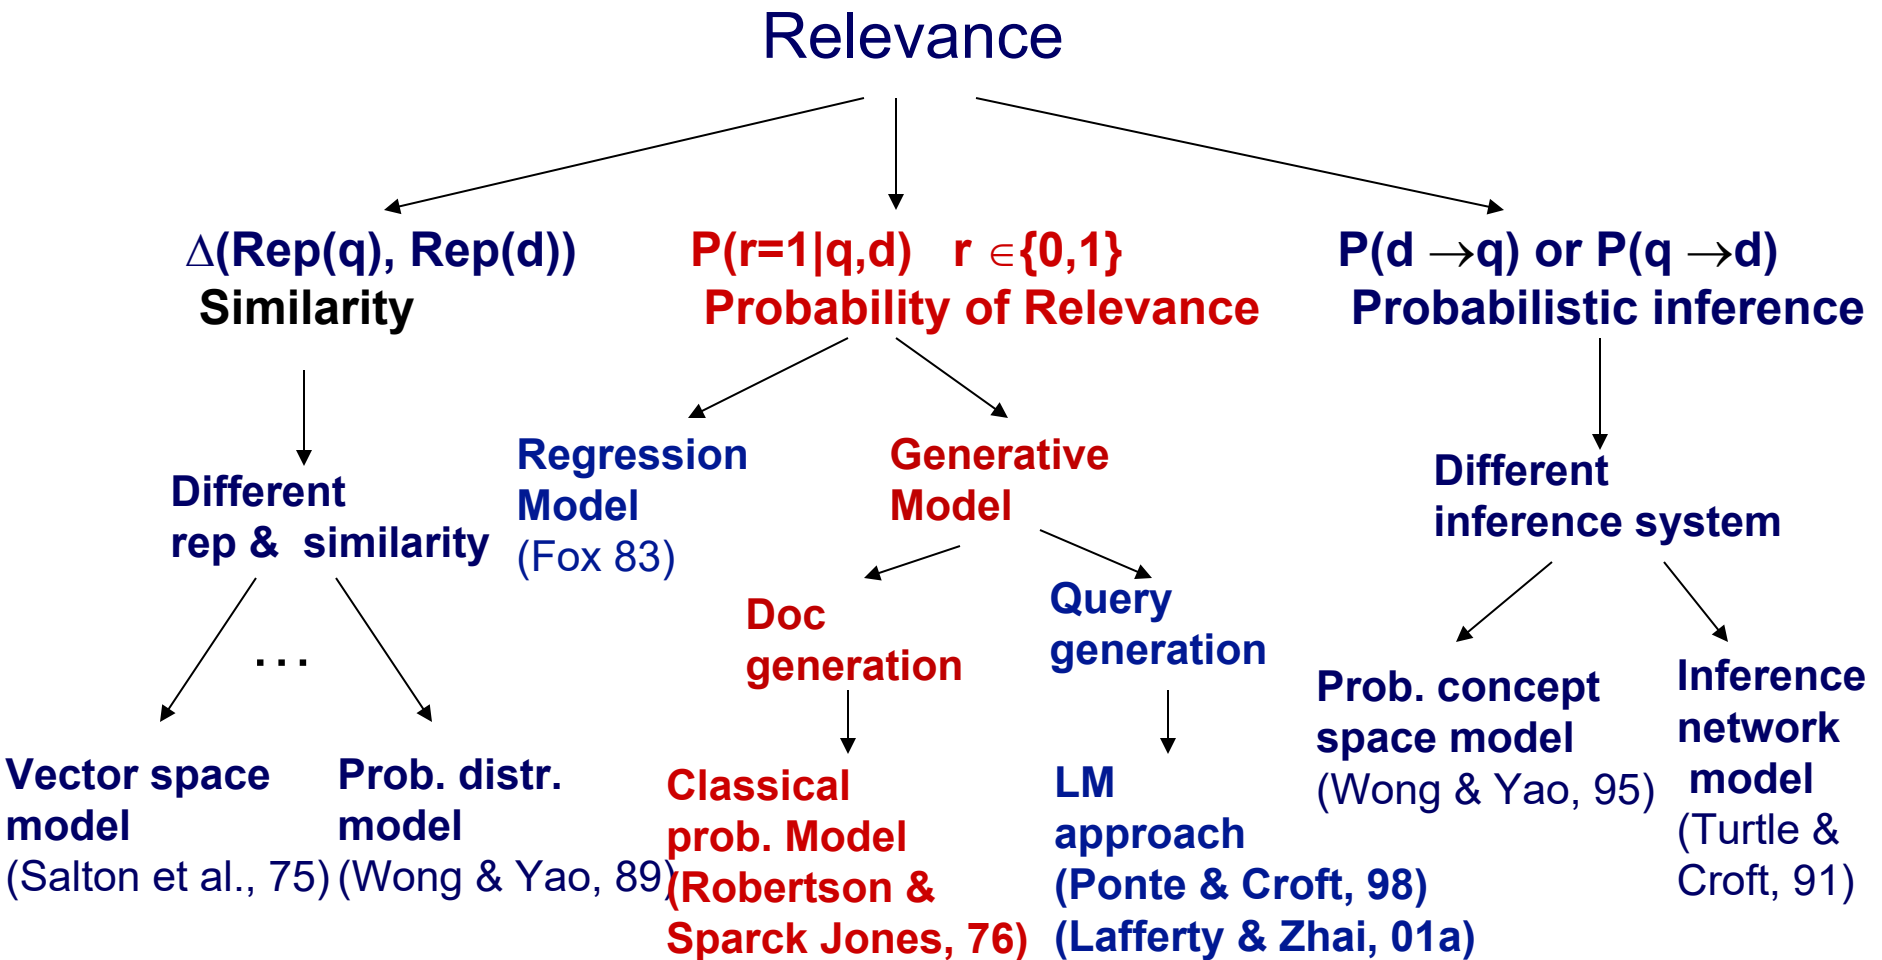 Relevance
∆(Rep(q), Rep(d))
Similarity
P(r=1|q,d) r ∈{0,1}
Probability of Relevance
P(d →q) or P(q →d)
Probabilistic inference
Different
rep & similarity
Regression
Model
(Fox 83)
Generative
Model
Different
inference system
...
Doc
generation
Query
generation
Vector space
model
(Salton et al., 75)
Prob. distr.
model
(Wong & Yao, 89)
Classical
prob. Model
(Robertson &
Sparck Jones, 76)
LM
approach
(Ponte & Croft, 98)
(Lafferty & Zhai, 01a)
Prob. concept
space model
(Wong & Yao, 95)
Inference
network
model
(Turtle &
Croft, 91)